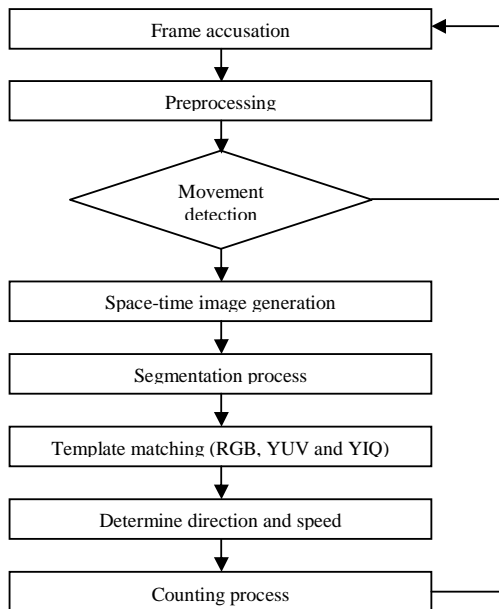 Frame accusation
Preprocessing
Movement
detection
Space-time image generation
Segmentation process
Template matching (RGB, YUV and YIQ)
Determine direction and speed
Counting process